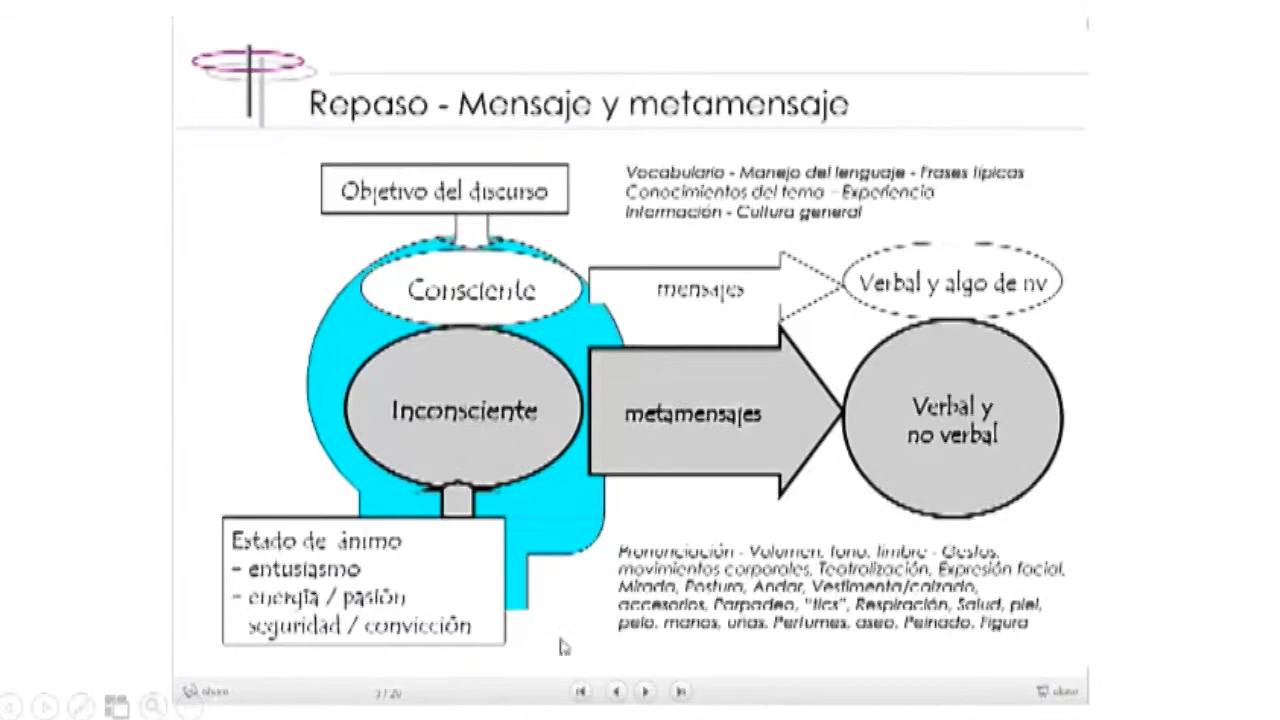 Repaso - Mensaje y metamensaje
Objetivo del discurso
Vocabulario - Manejo del lenguaje - Frases típicas
Conocimientos del tema - Experiencia
Información - Cultura general
Consciente
mensajes
Verbal y algo de nv
Inconsciente
metamensajes
Verbal y
no verbal
Estado de ánimo
- entusiasmo
- energía / pasión
seguridad / convicción
Pronunciación - Volumen, tono, timbre - Gestos,
movimientos corporales, Teatralización, Expresión facial,
Mirada, Postura, Andar, Vestimenta/calzado,
accesorios, Parpadeo, "tics", Respiración, Salud, piel,
pelo, manos, uñas, Perfumes, aseo, Peinado, Figura